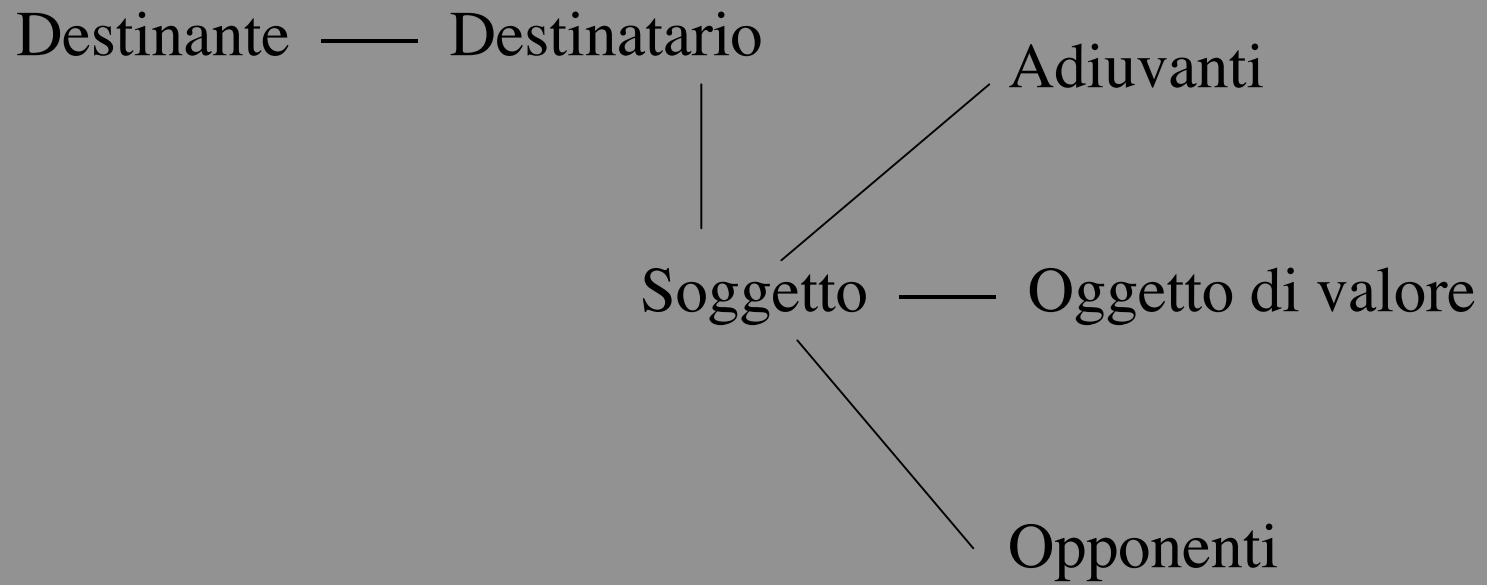 Destinante
Destinatario
Adiuvanti
Soggetto
Oggetto di valore
Opponenti